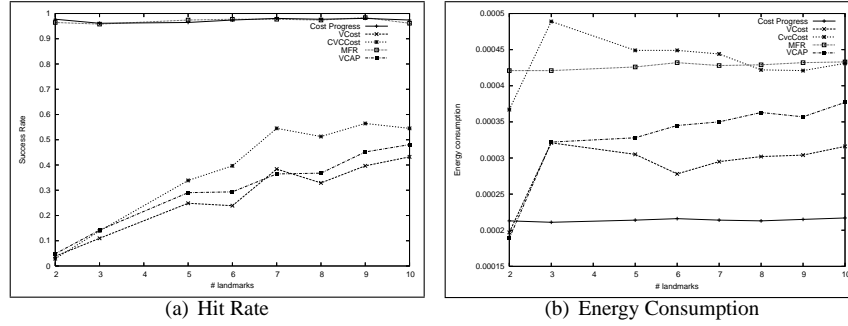 1
0.9
0.8
0.7
0.6
0.5
0.4
0.3
0.2
0.1
0
Success Rate
2 3 4 5 6 7 8 9 10
# landmarks
Cost Progress
VCost
CVCCost
MFR
VCAP
(a) Hit Rate
0.0005
0.00045
0.0004
0.00035
0.0003
0.00025
0.0002
0.00015
Energy consumption
2 3 4 5 6 7 8 9 10
# landmarks
Cost Progress
VCost
CvcCost
MFR
VCAP
(b) Energy Consumption